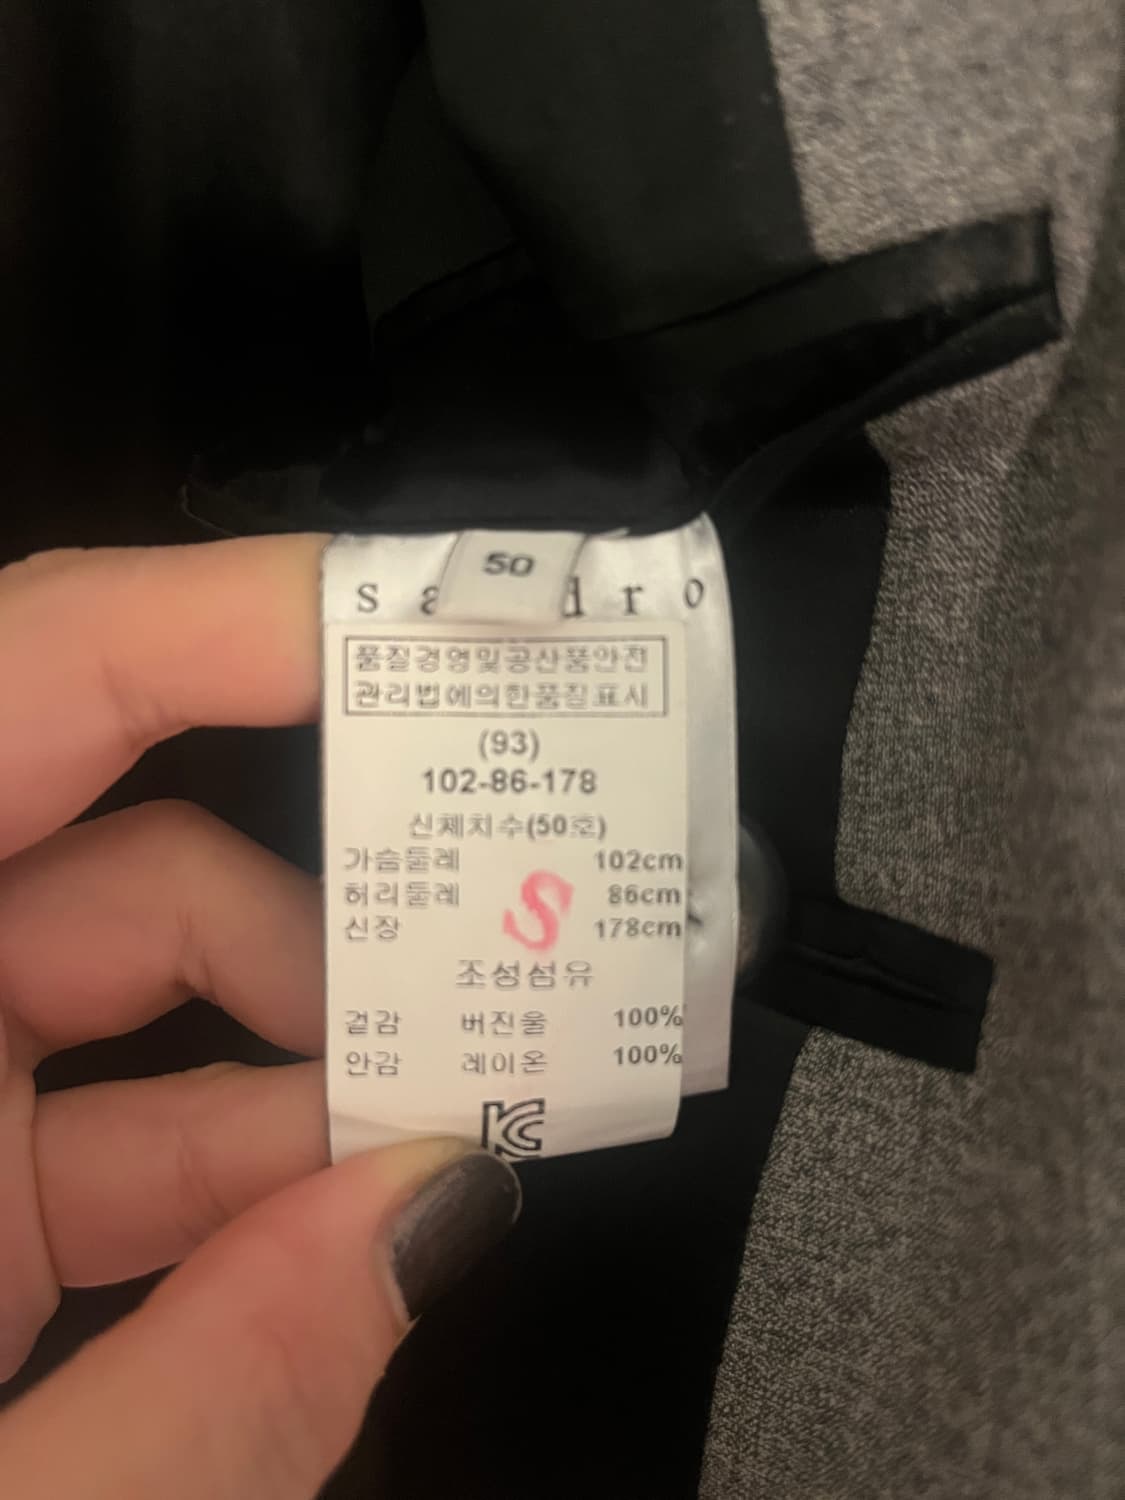 50
sa dro
품질경영및공산품안전
관리법에의한품질표시
(93)
102-86-178
신체치수(50호)
가슴둘레 102cm
허리둘레 86cm
신장 178cm
S
조성섬유
겉감 버진울 100%
안감 레이온 100%
KC